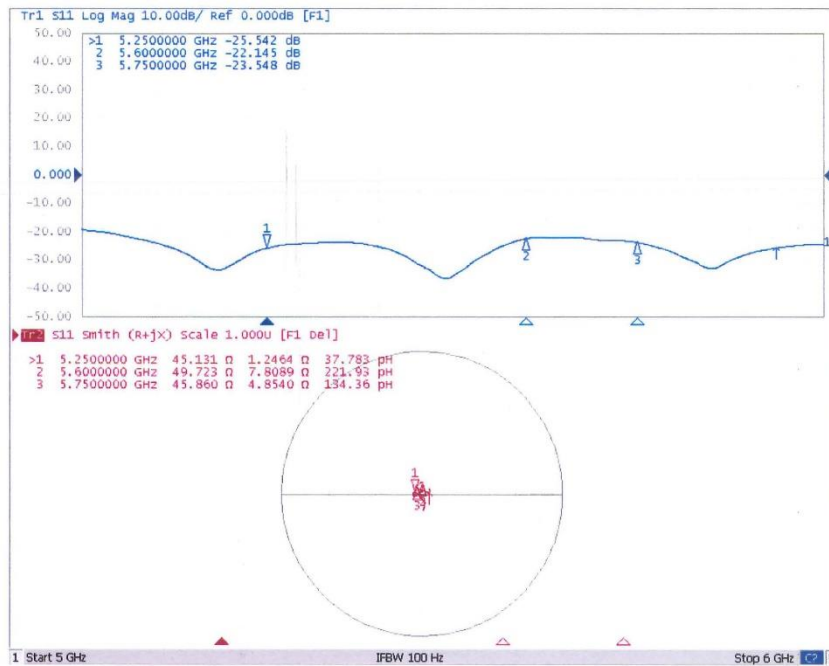 Tr1 S11 Log Mag 10.00dB/ Ref 0.000dB [F1]
50.00
>1 5.2500000 GHz -25.542 dB
2 5.6000000 GHz -22.145 dB
3 5.7500000 GHz -23.548 dB
40.00
30.00
20.00
10.00
0.000
-10.00
-20.00
1
1
2
3
-30.00
-40.00
-50.00
Tr2 S11 Smith (R+jX) Scale 1.000U [F1 Del]
>1 5.2500000 GHz 45.131 Ω 1.2464 Ω 37.783 pH
2 5.6000000 GHz 49.723 Ω 7.8089 Ω 221.93 pH
3 5.7500000 GHz 45.860 Ω 4.8540 Ω 134.36 pH
1
3
1 Start 5 GHz IFBW 100 Hz Stop 6 GHz C?